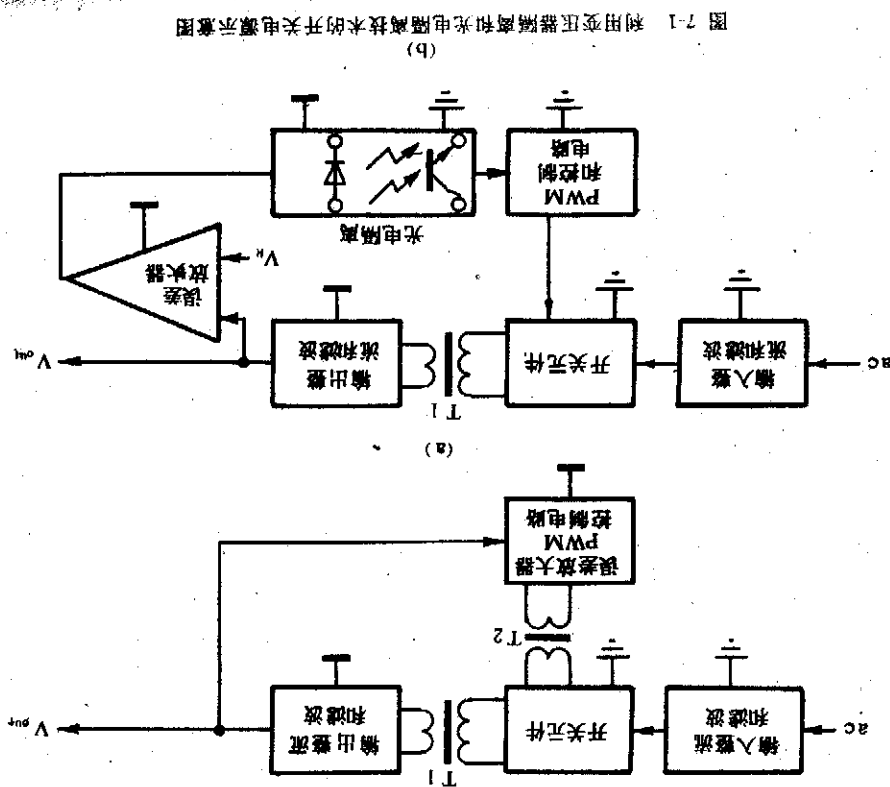 T1
ac
输入整流
和滤波
开关元件
输出整流
和滤波
Vout
T2
误差放大器
PWM
控制电路
(a)
T1
ac
输入整
流和滤波
开关元件
输出整
流和滤波
Vout
误差
放大器
VR
光电隔离
PWM
和控制
电路
(b)
图 7-1 利用变压器隔离和光电隔离技术的开关电源示意图